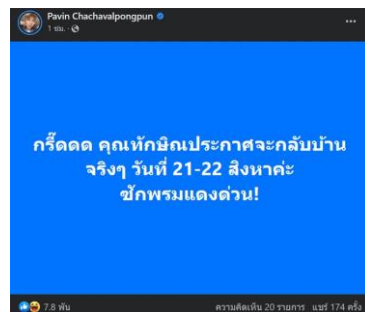 Pavin Chachavalpongpun
1 ชม.
กรี๊ดดด คุณทักษิณประกาศจะกลับบ้าน
จริงๆ วันที่ 21-22 สิงหาค่ะ
ซักพรมแดงด่วน!
7.8 พัน ความคิดเห็น 20 รายการ แชร์ 174 ครั้ง